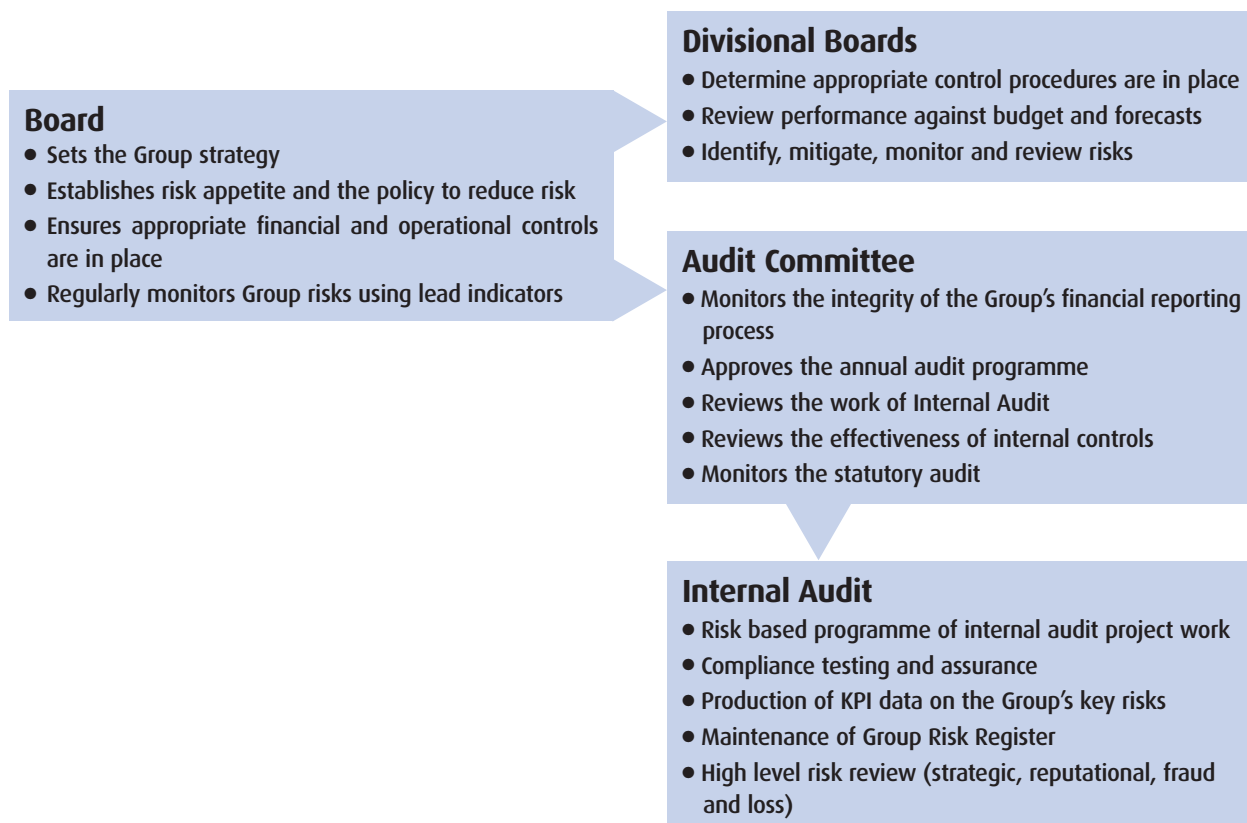 Board
● Sets the Group strategy
● Establishes risk appetite and the policy to reduce risk
● Ensures appropriate financial and operational controls
are in place
● Regularly monitors Group risks using lead indicators
Divisional Boards
● Determine appropriate control procedures are in place
● Review performance against budget and forecasts
● Identify, mitigate, monitor and review risks
Audit Committee
● Monitors the integrity of the Group’s financial reporting
process
● Approves the annual audit programme
● Reviews the work of Internal Audit
● Reviews the effectiveness of internal controls
● Monitors the statutory audit
Internal Audit
● Risk based programme of internal audit project work
● Compliance testing and assurance
● Production of KPI data on the Group’s key risks
● Maintenance of Group Risk Register
● High level risk review (strategic, reputational, fraud
and loss)